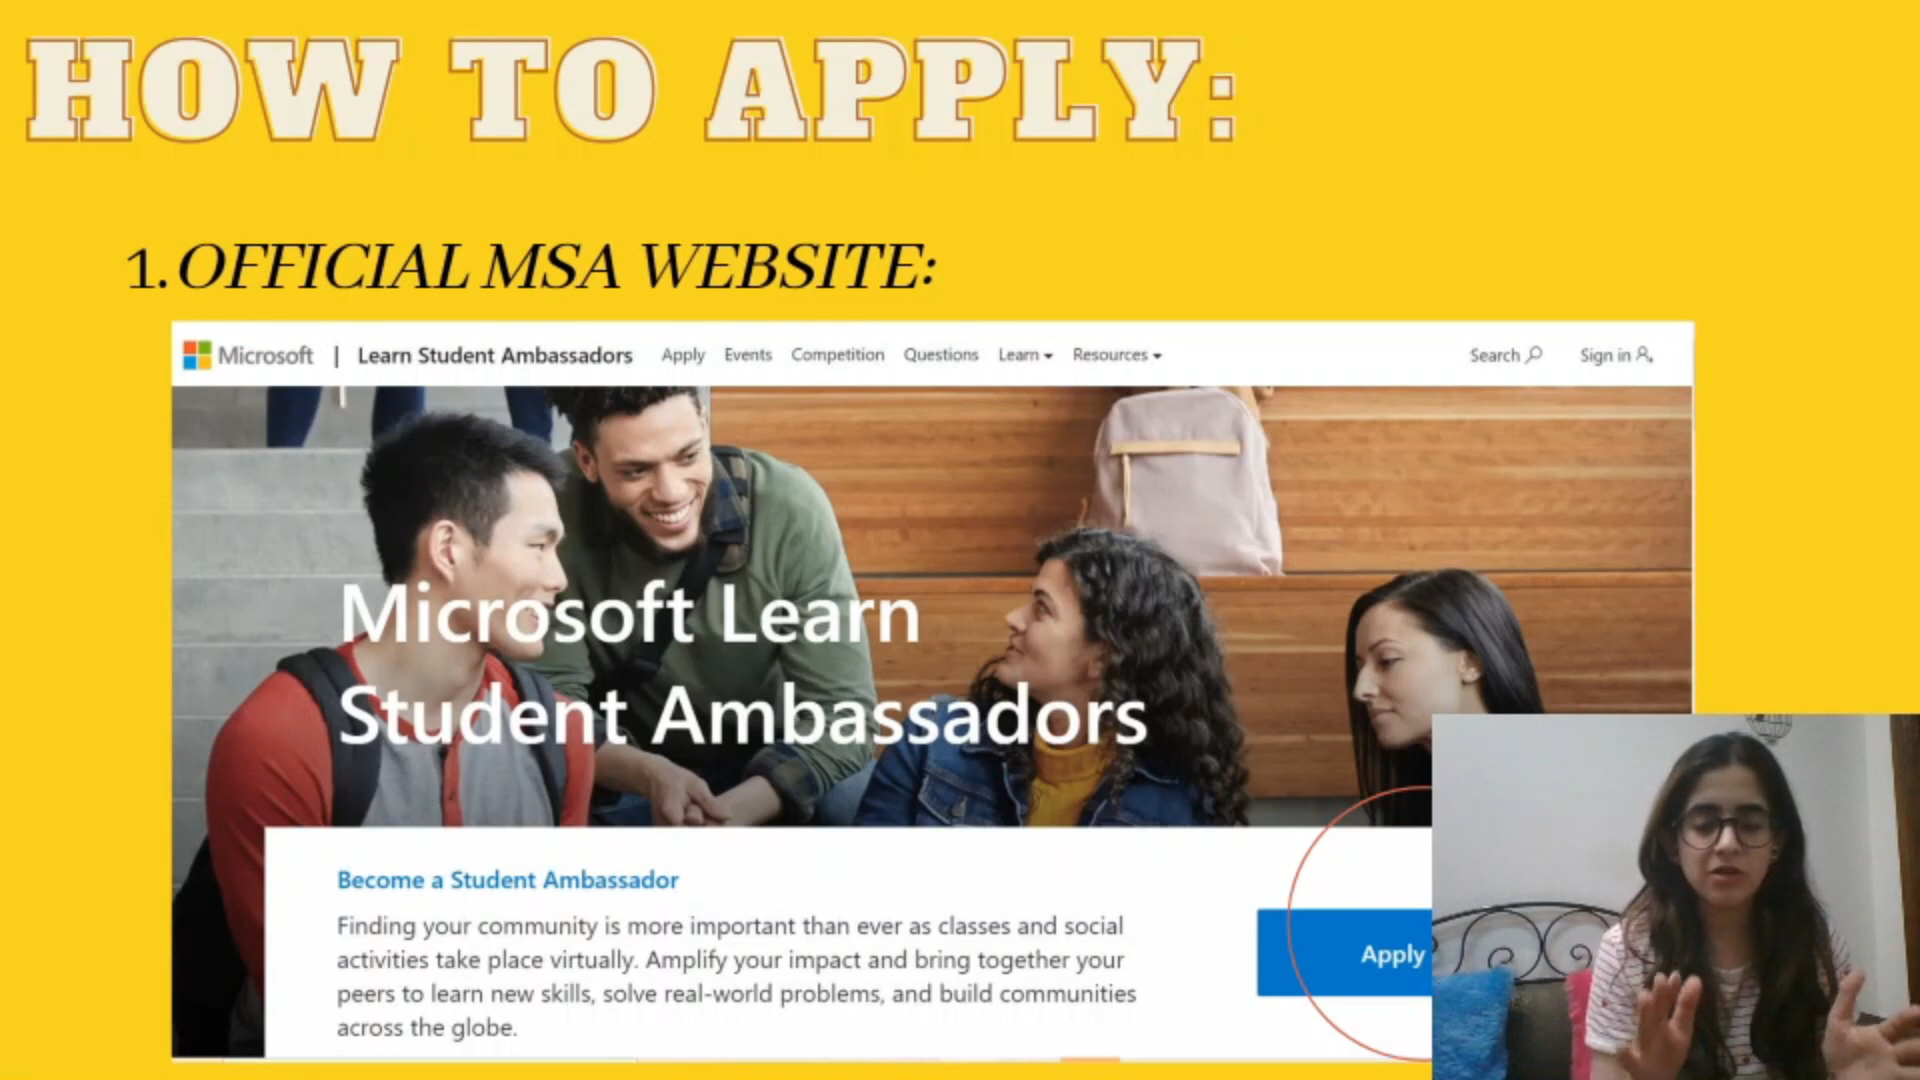 HOW TO APPLY:
1. OFFICIAL MSA WEBSITE:
Microsoft | Learn Student Ambassadors Apply Events Competition Questions Learn Resources Search Sign in
Microsoft Learn
Student Ambassadors
Become a Student Ambassador
Finding your community is more important than ever as classes and social
activities take place virtually. Amplify your impact and bring together your
peers to learn new skills, solve real-world problems, and build communities
across the globe.
Apply